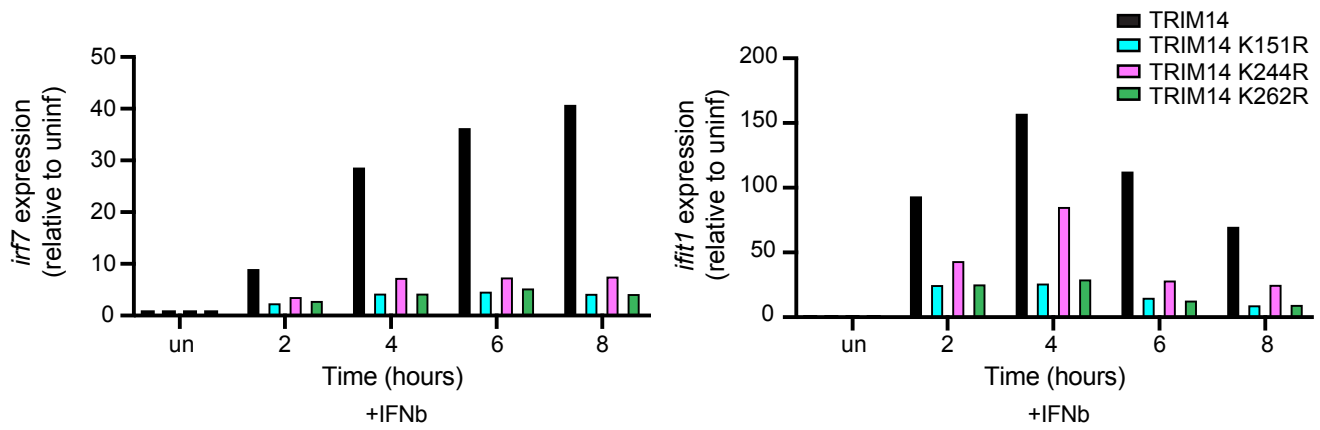 irf7 expression
(relative to uninf)
50
40
30
20
10
0
un 2 4 6 8
Time (hours)
+IFNb
ifit1 expression
(relative to uninf)
200
150
100
50
0
un 2 4 6 8
Time (hours)
+IFNb
TRIM14
TRIM14 K151R
TRIM14 K244R
TRIM14 K262R